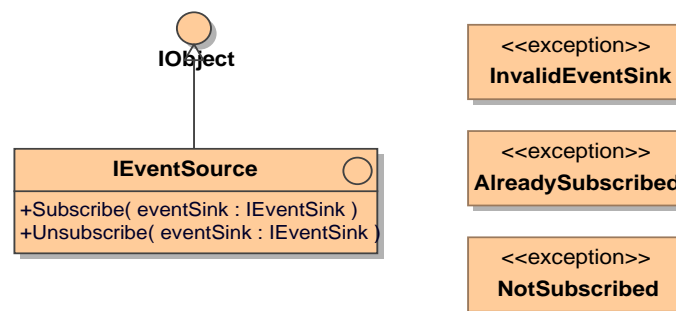 IObject
IEventSource
+Subscribe( eventSink : IEventSink )
+Unsubscribe( eventSink : IEventSink )
<<exception>>
InvalidEventSink
<<exception>>
AlreadySubscribed
<<exception>>
NotSubscribed